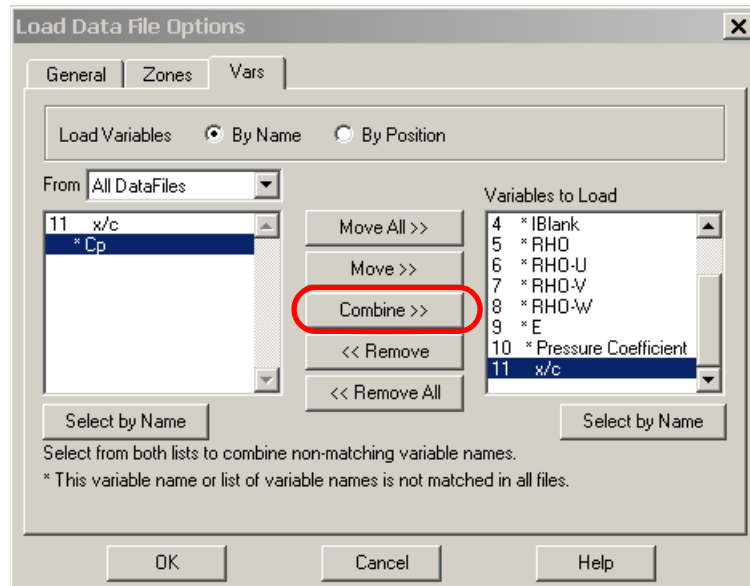 Load Data File Options
General Zones Vars
Load Variables By Name By Position
From All DataFiles
11 x/c
* Cp
Move All >>
Move >>
Combine >>
<< Remove
<< Remove All
Variables to Load
4 * IBlank
5 * RHO
6 * RHO-U
7 * RHO-V
8 * RHO-W
9 * E
10 * Pressure Coefficient
11 x/c
Select by Name
Select by Name
Select from both lists to combine non-matching variable names.
* This variable name or list of variable names is not matched in all files.
OK Cancel Help